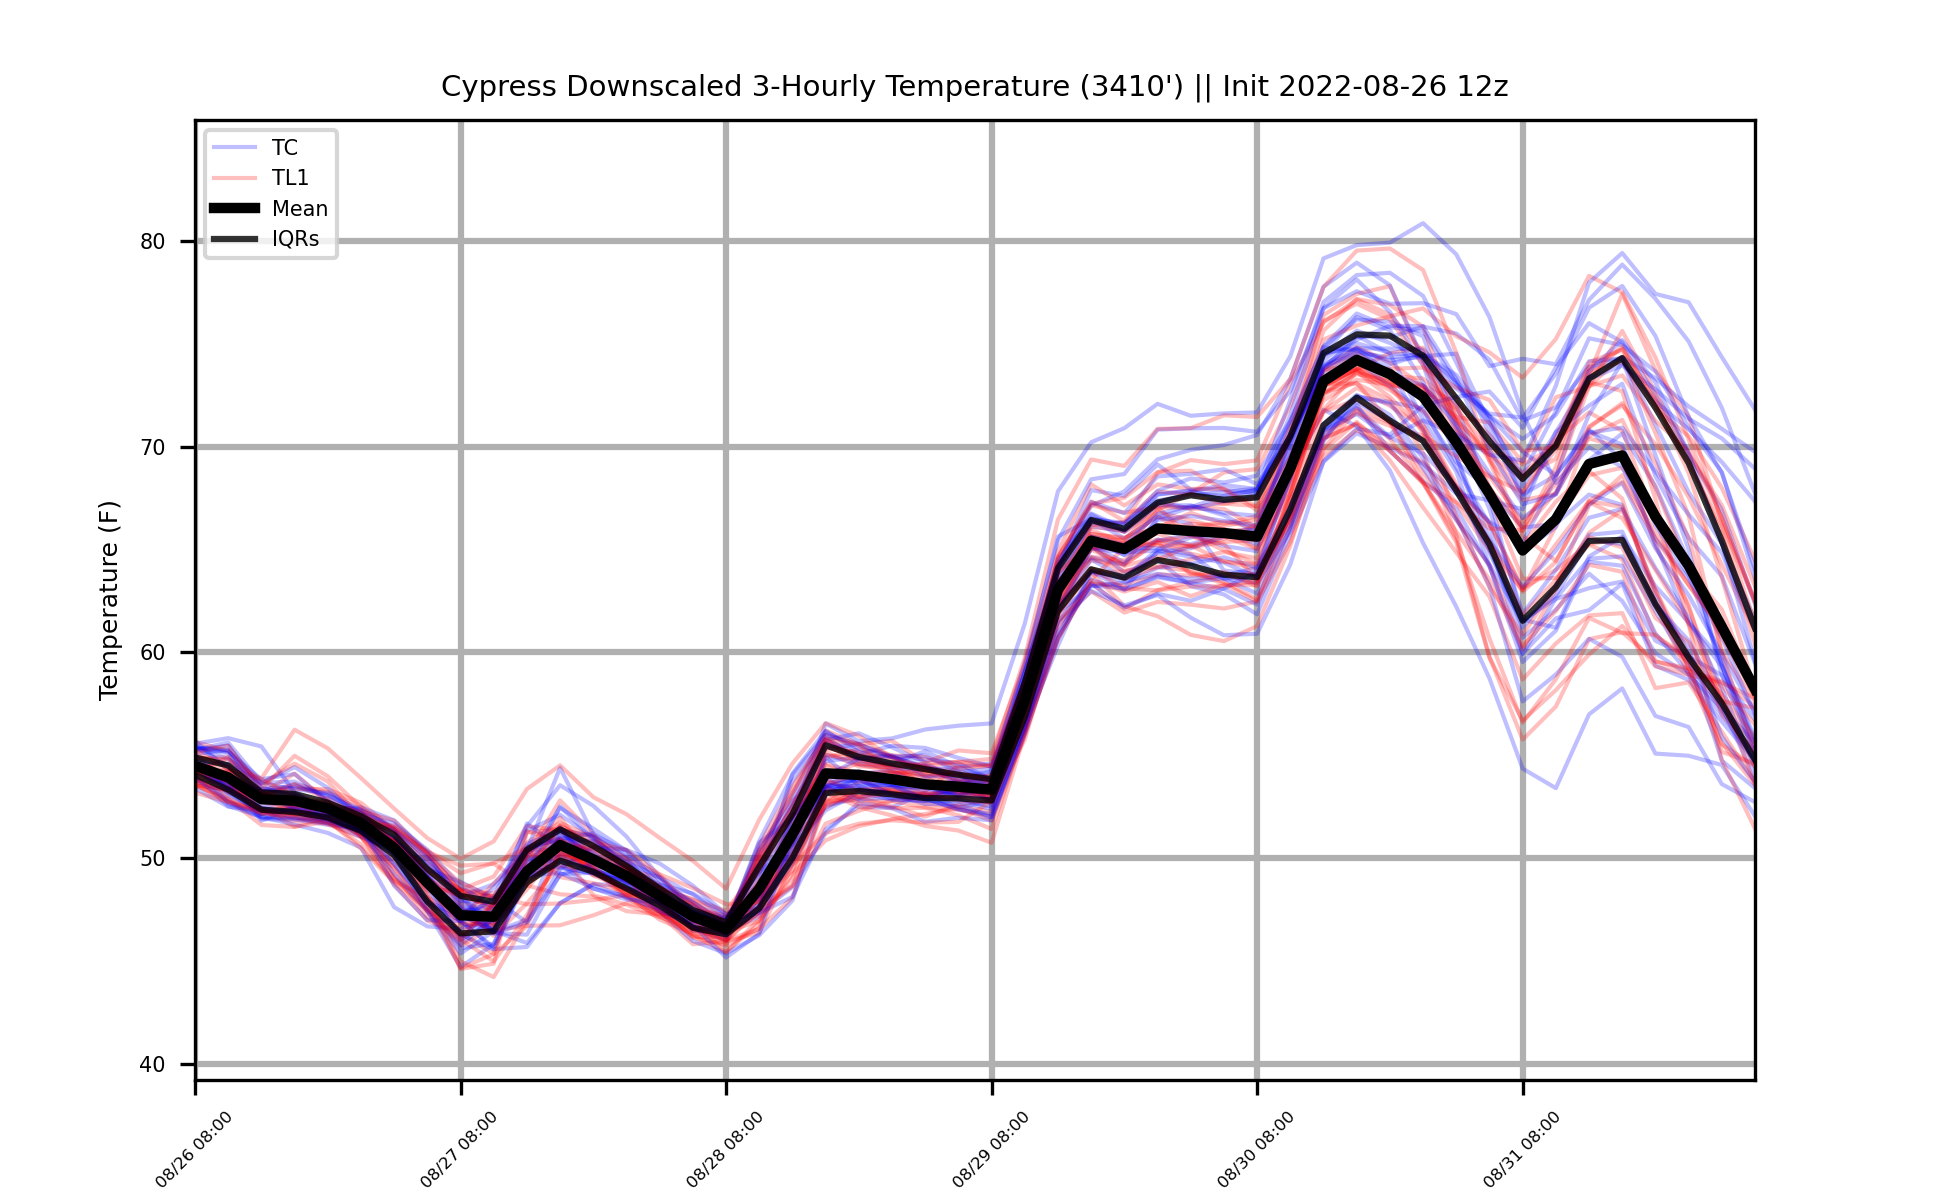 Cypress Downscaled 3-Hourly Temperature (3410') || Init 2022-08-26 12z
TC
TL1
Mean
IQRs
Temperature (F)
80
70
60
50
40
08/26 08:00
08/27 08:00
08/28 08:00
08/29 08:00
08/30 08:00
08/31 08:00